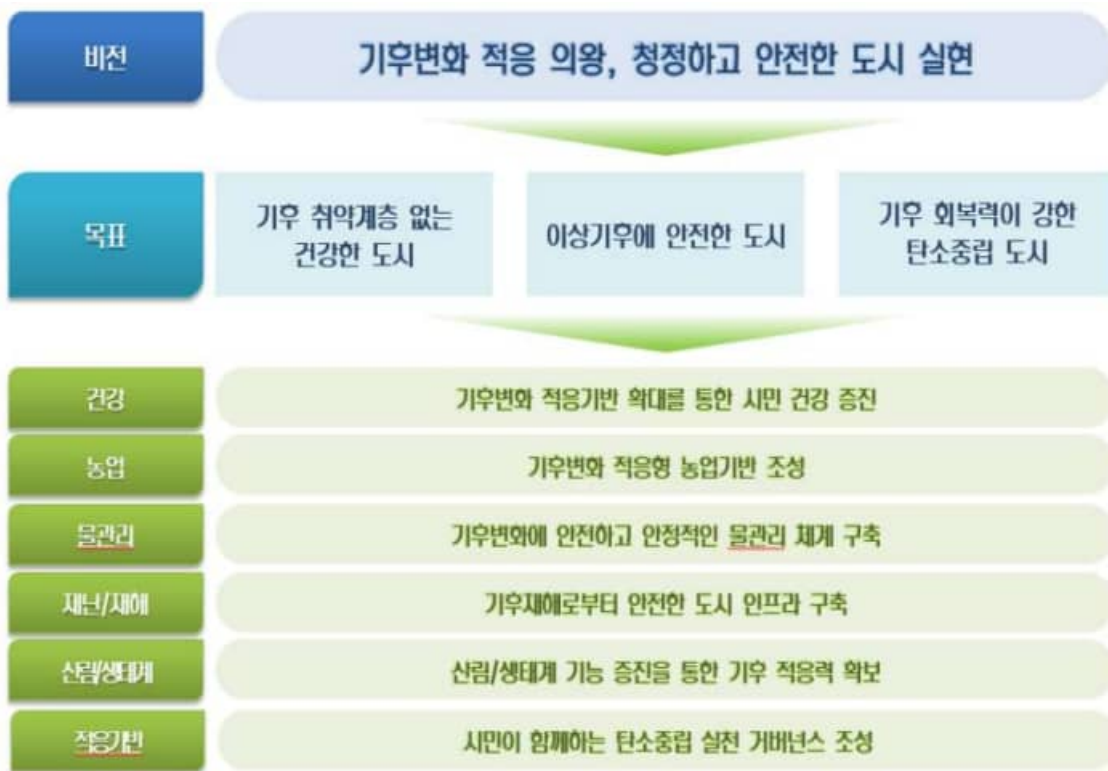 비전
기후변화 적응 의왕, 청정하고 안전한 도시 실현
목표
기후 취약계층 없는
건강한 도시
이상기후에 안전한 도시
기후 회복력이 강한
탄소중립 도시
건강
기후변화 적응기반 확대를 통한 시민 건강 증진
농업
기후변화 적응형 농업기반 조성
물관리
기후변화에 안전하고 안정적인 물관리 체계 구축
재난/재해
기후재해로부터 안전한 도시 인프라 구축
산림/생태계
산림/생태계 기능 증진을 통한 기후 적응력 확보
적응기반
시민이 함께하는 탄소중립 실천 거버넌스 조성